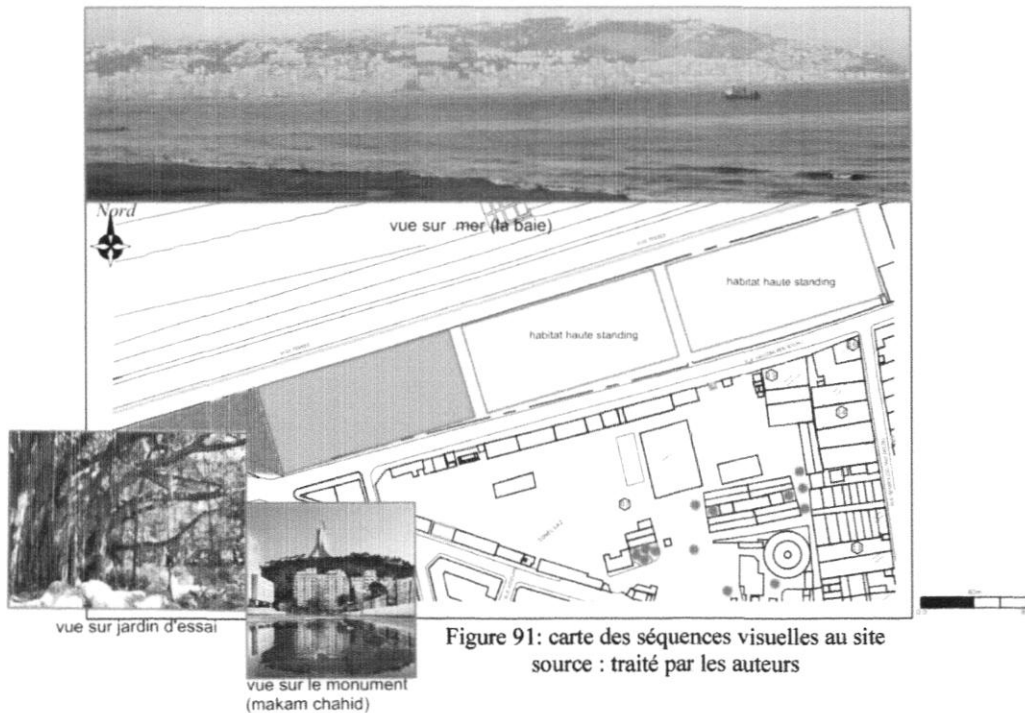 Nord
vue sur mer (la baie)
habitat haute standing
habitat haute standing
vue sur jardin d'essai
vue sur le monument
(makam chahid)
Figure 91: carte des séquences visuelles au site
source : traité par les auteurs